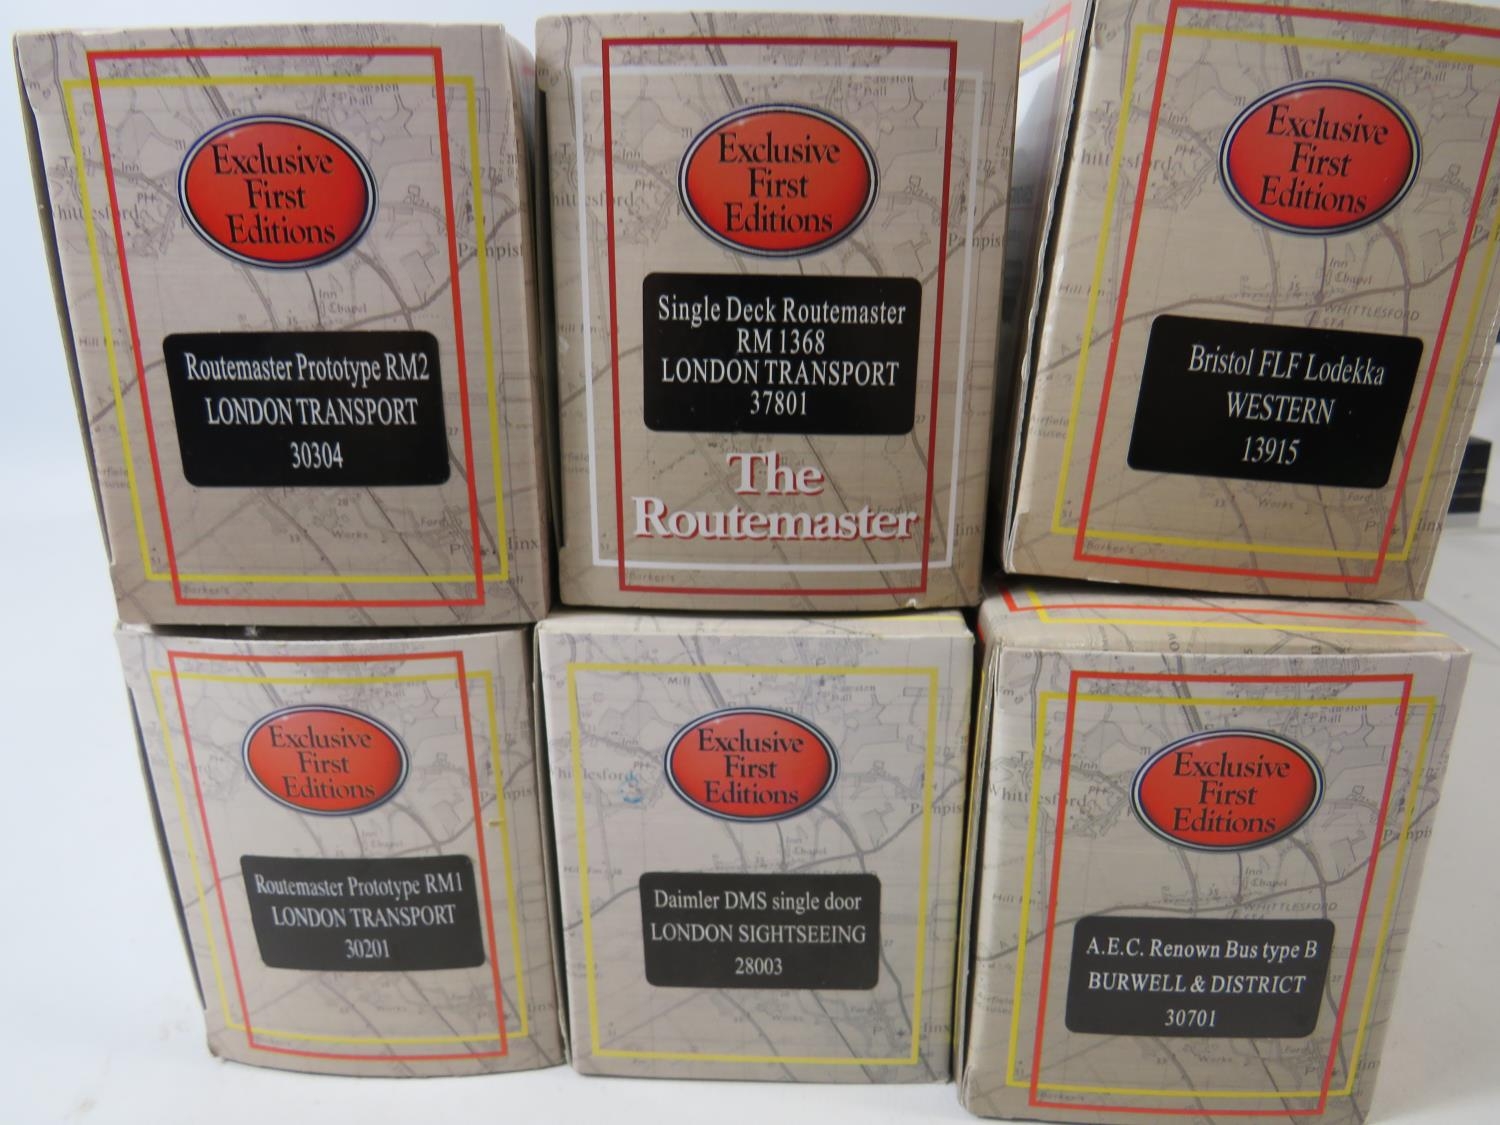 Exclusive
First
Editions
Routemaster Prototype RM2
LONDON TRANSPORT
30304
Exclusive
First
Editions
Single Deck Routemaster
RM 1368
LONDON TRANSPORT
37801
The
Routemaster
Exclusive
First
Editions
Bristol FLF Lodekka
WESTERN
13915
Exclusive
First
Editions
Routemaster Prototype RM1
LONDON TRANSPORT
30201
Exclusive
First
Editions
Daimler DMS single door
LONDON SIGHTSEEING
28003
Exclusive
First
Editions
A.E.C. Renown Bus type B
BURWELL & DISTRICT
30701